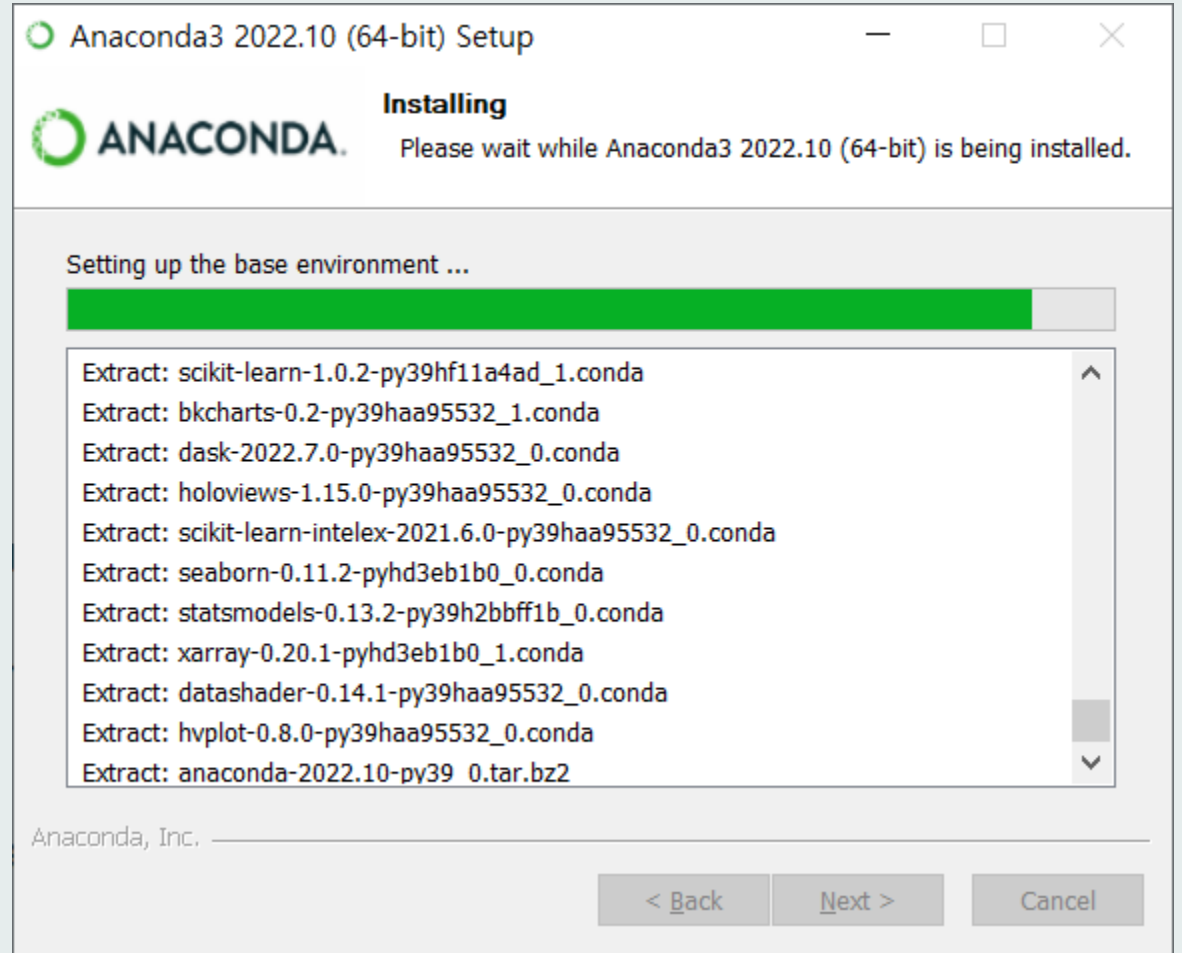 Anaconda3 2022.10 (64-bit) Setup
ANACONDA.
Installing
Please wait while Anaconda3 2022.10 (64-bit) is being installed.
Setting up the base environment ...
Extract: scikit-learn-1.0.2-py39hf11a4ad_1.conda
Extract: bkcharts-0.2-py39haa95532_1.conda
Extract: dask-2022.7.0-py39haa95532_0.conda
Extract: holoviews-1.15.0-py39haa95532_0.conda
Extract: scikit-learn-intelex-2021.6.0-py39haa95532_0.conda
Extract: seaborn-0.11.2-pyhd3eb1b0_0.conda
Extract: statsmodels-0.13.2-py39h2bbff1b_0.conda
Extract: xarray-0.20.1-pyhd3eb1b0_1.conda
Extract: datashader-0.14.1-py39haa95532_0.conda
Extract: hvplot-0.8.0-py39haa95532_0.conda
Extract: anaconda-2022.10-py39_0.tar.bz2
Anaconda, Inc.
< Back
Next >
Cancel